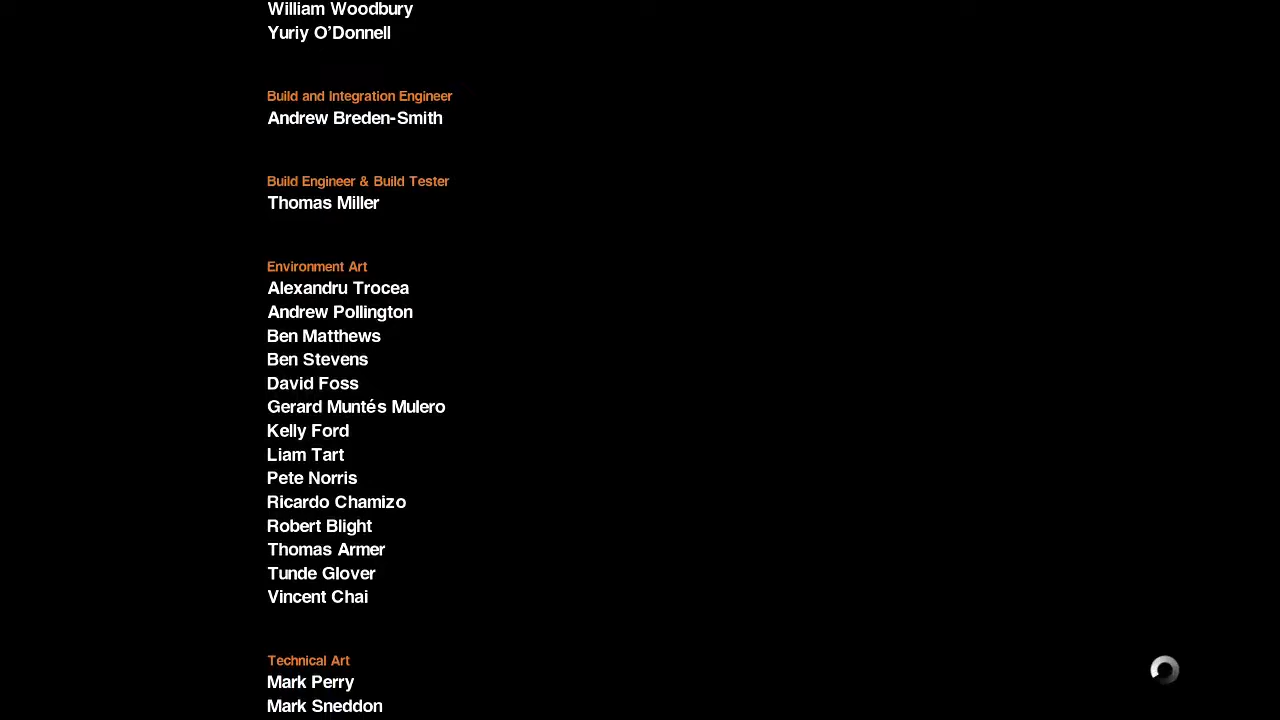 William Woodbury
Yuriy O’Donnell
Build and Integration Engineer
Andrew Breden-Smith
Build Engineer & Build Tester
Thomas Miller
Environment Art
Alexandru Trocea
Andrew Pollington
Ben Matthews
Ben Stevens
David Foss
Gerard Muntés Mulero
Kelly Ford
Liam Tart
Pete Norris
Ricardo Chamizo
Robert Blight
Thomas Armer
Tunde Glover
Vincent Chai
Technical Art
Mark Perry
Mark Sneddon